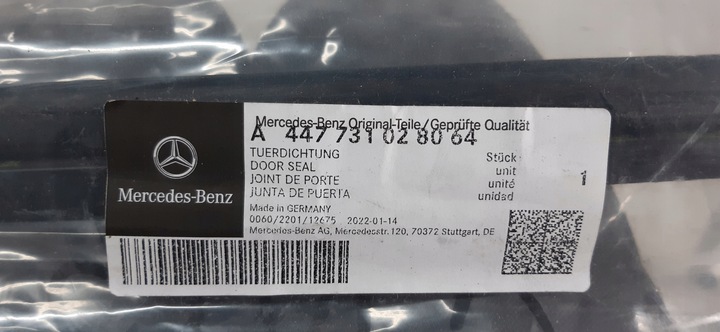 Mercedes-Benz Original-Teile/Geprüfte Qualität
A 447 731 02 80 64
TUERDICHTUNG
DOOR SEAL
JOINT DE PORTE
JUNTA DE PUERTA
Stück
unit
unité
unidad
1
Made in GERMANY
0060/2201/12675 2022-01-14
Mercedes-Benz AG, Mercedesstr.120, 70372 Stuttgart, DE
Mercedes-Benz